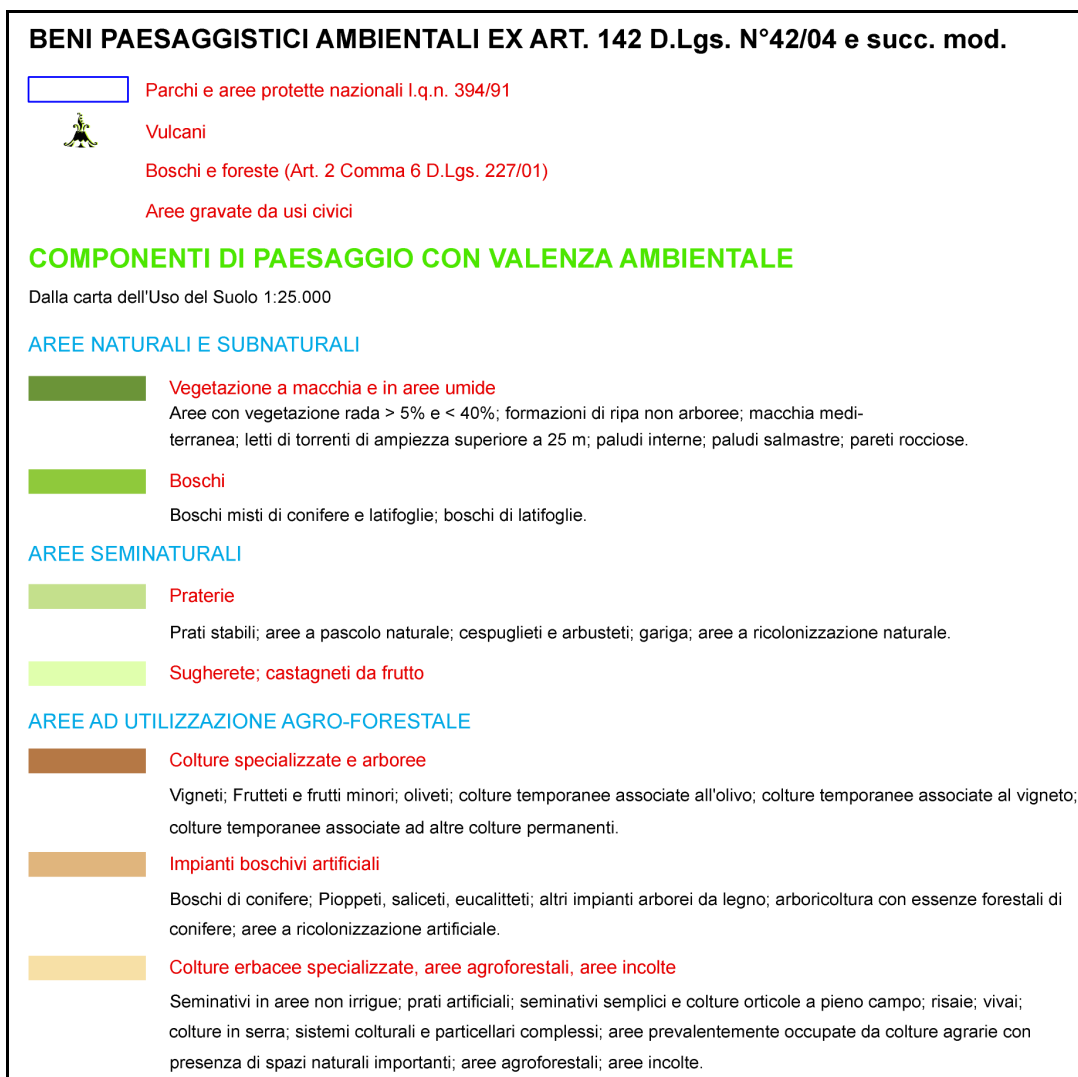 BENI PAESAGGISTICI AMBIENTALI EX ART. 142 D.Lgs. N°42/04 e succ. mod.
Parchi e aree protette nazionali l.q.n. 394/91
Vulcani
Boschi e foreste (Art. 2 Comma 6 D.Lgs. 227/01)
Aree gravate da usi civici
COMPONENTI DI PAESAGGIO CON VALENZA AMBIENTALE
Dalla carta dell'Uso del Suolo 1:25.000
AREE NATURALI E SUBNATURALI
Vegetazione a macchia e in aree umide
Aree con vegetazione rada > 5% e < 40%; formazioni di ripa non arboree; macchia medi-
terranea; letti di torrenti di ampiezza superiore a 25 m; paludi interne; paludi salmastre; pareti rocciose.
Boschi
Boschi misti di conifere e latifoglie; boschi di latifoglie.
AREE SEMINATURALI
Praterie
Prati stabili; aree a pascolo naturale; cespuglieti e arbusteti; gariga; aree a ricolonizzazione naturale.
Sugherete; castagneti da frutto
AREE AD UTILIZZAZIONE AGRO-FORESTALE
Colture specializzate e arboree
Vigneti; Frutteti e frutti minori; oliveti; colture temporanee associate all'olivo; colture temporanee associate al vigneto;
colture temporanee associate ad altre colture permanenti.
Impianti boschivi artificiali
Boschi di conifere; Pioppeti, saliceti, eucalitteti; altri impianti arborei da legno; arboricoltura con essenze forestali di
conifere; aree a ricolonizzazione artificiale.
Colture erbacee specializzate, aree agroforestali, aree incolte
Seminativi in aree non irrigue; prati artificiali; seminativi semplici e colture orticole a pieno campo; risaie; vivai;
colture in serra; sistemi colturali e particellari complessi; aree prevalentemente occupate da colture agrarie con
presenza di spazi naturali importanti; aree agroforestali; aree incolte.